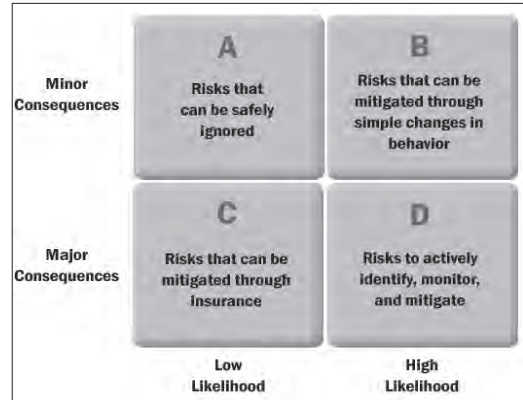 A
B
Minor
Consequences
Risks that
can be safely
ignored
Risks that can be
mitigated through
simple changes in
behavior
C
D
Major
Consequences
Risks that can be
mitigated through
insurance
Risks to actively
identify, monitor,
and mitigate
Low
Likelihood
High
Likelihood